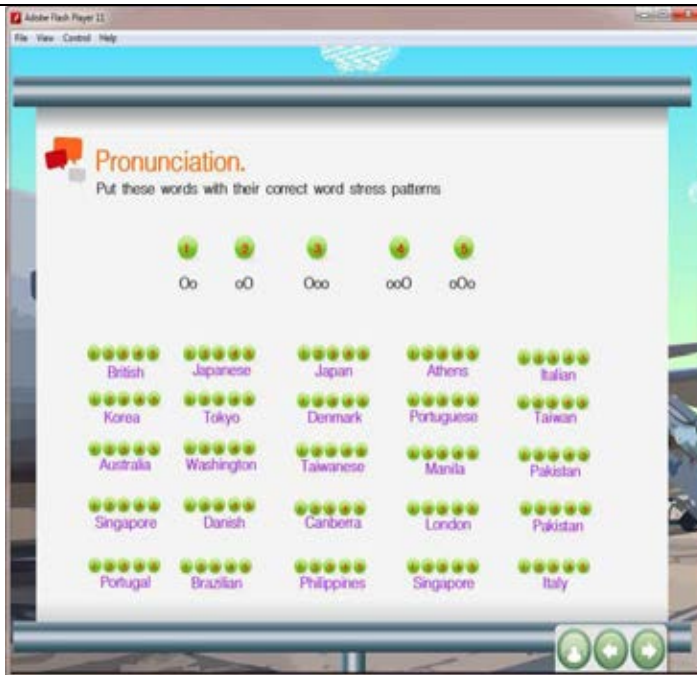 Adobe Flash Player 11
File View Control Help
Pronunciation.
Put these words with their correct word stress patterns
1 2 3 4 5
Oo oO Ooo ooO oOo
British Japanese Japan Athens Italian
Korea Tokyo Denmark Portuguese Taiwan
Australia Washington Taiwanese Manila Pakistan
Singapore Danish Canberra London Pakistan
Portugal Brazilian Philippines Singapore Italy